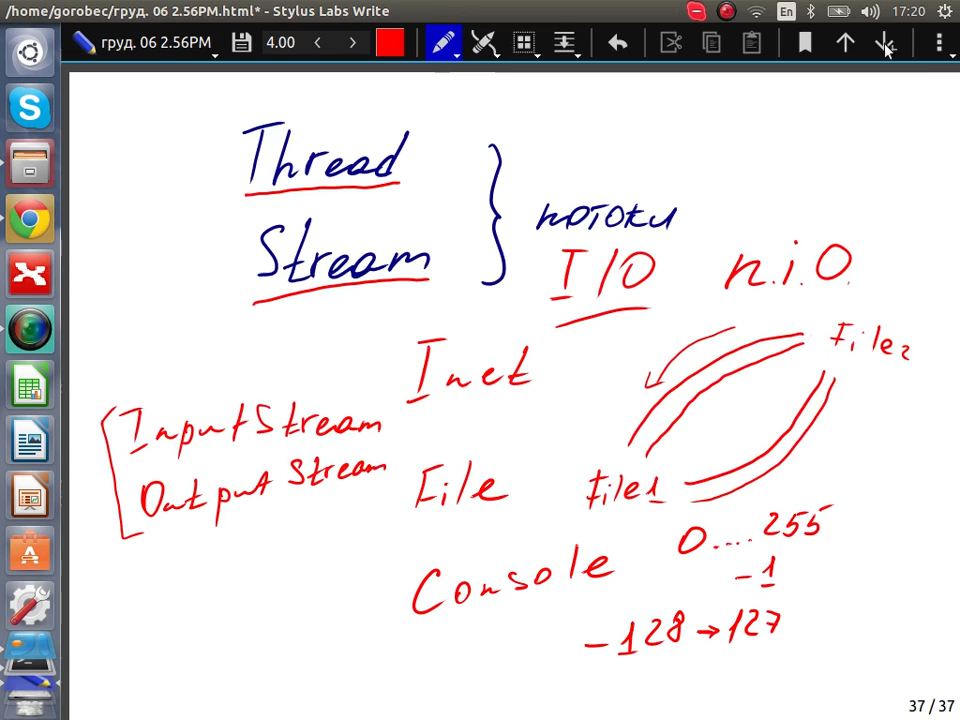 /home/gorobec/груд. 06 2.56PM.html* - Stylus Labs Write
En
17:20
груд. 06 2.56PM
4.00
Thread
Stream
потоки
I/O n.i.O.
Inet
File2
InputStream
OutputStream
File
File1
Console
0....255
-1
-128→127
37 / 37